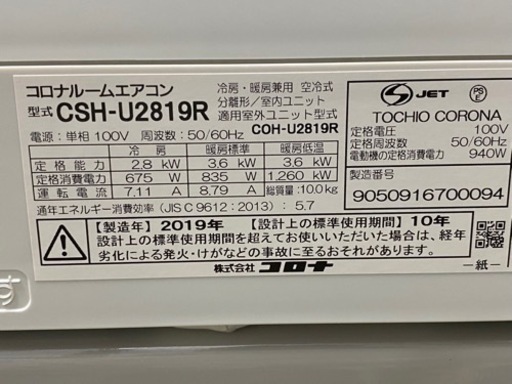 コロナルームエアコン
型式 CSH-U2819R
冷房・暖房兼用 空冷式
分離形／室内ユニット
適用室外ユニット型式
COH-U2819R
電源：単相100V 周波数：50/60Hz
冷 房 暖房標準 暖房低温
定格能力 2.8 kW 3.6 kW 3.6 kW
定格消費電力 675 W 835 W 1,260 kW
運転電流 7.11 A 8.79 A 総質量：10.0kg
通年エネルギー消費効率（JIS C 9612：2013）：5.7
JET
PS
E
TOCHIO CORONA
定格電圧 100V
定格周波数 50/60Hz
電動機の定格消費電力 940W
製造番号
9050916700094
【製造年】2019年 【設計上の標準使用期間】10年
設計上の標準使用期間を超えてお使いいただいた場合は、経年
劣化による発火・けがなどの事故に至るおそれがあります。
株式会社 コロナ
－紙－
す